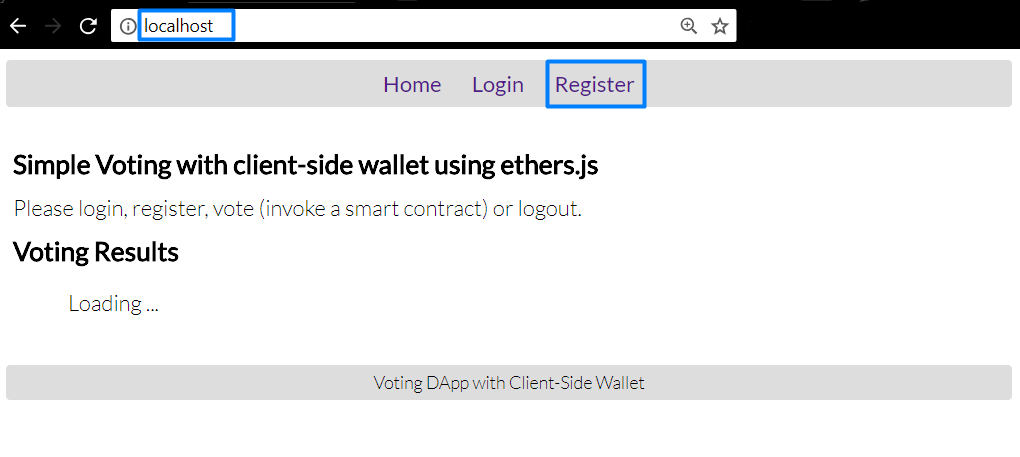 localhost
Home Login Register
Simple Voting with client-side wallet using ethers.js
Please login, register, vote (invoke a smart contract) or logout.
Voting Results
Loading ...
Voting DApp with Client-Side Wallet